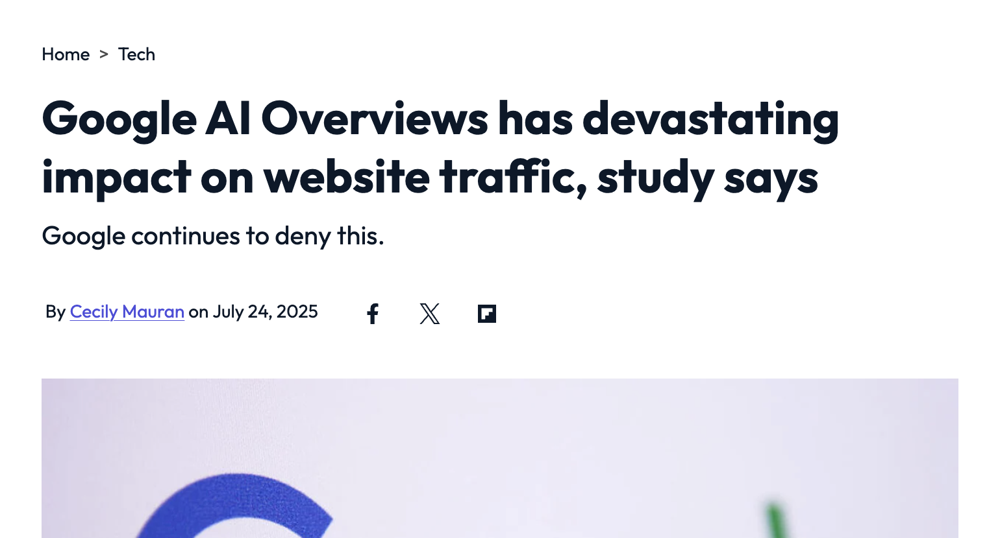 Home > Tech
Google AI Overviews has devastating
impact on website traffic, study says
Google continues to deny this.
By Cecily Mauran on July 24, 2025